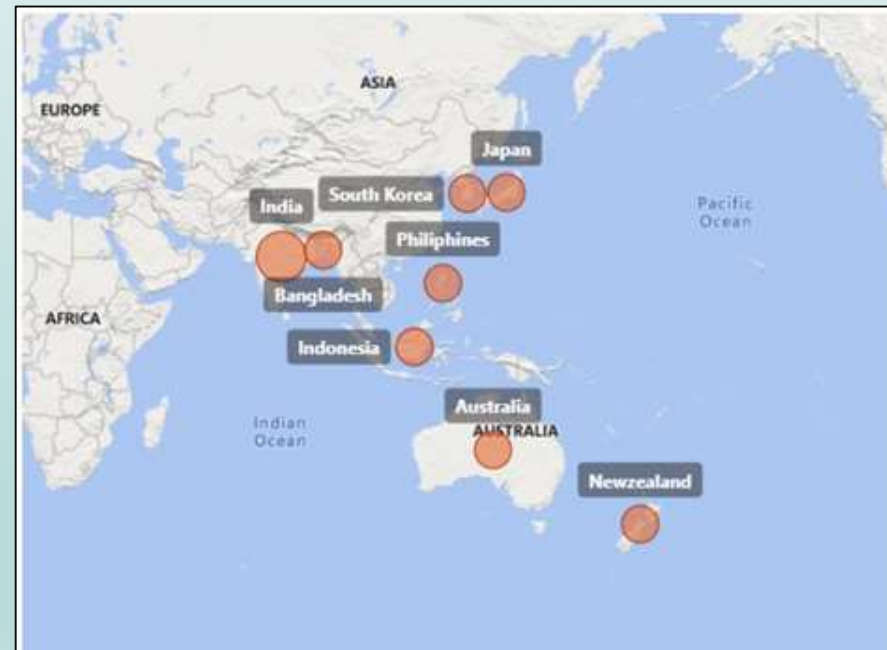 ASIA
EUROPE
Japan
South Korea
India
Pacific
Ocean
Philiphines
Bangladesh
AFRICA
Indonesia
Australia
Indian
Ocean
AUSTRALIA
Newzealand